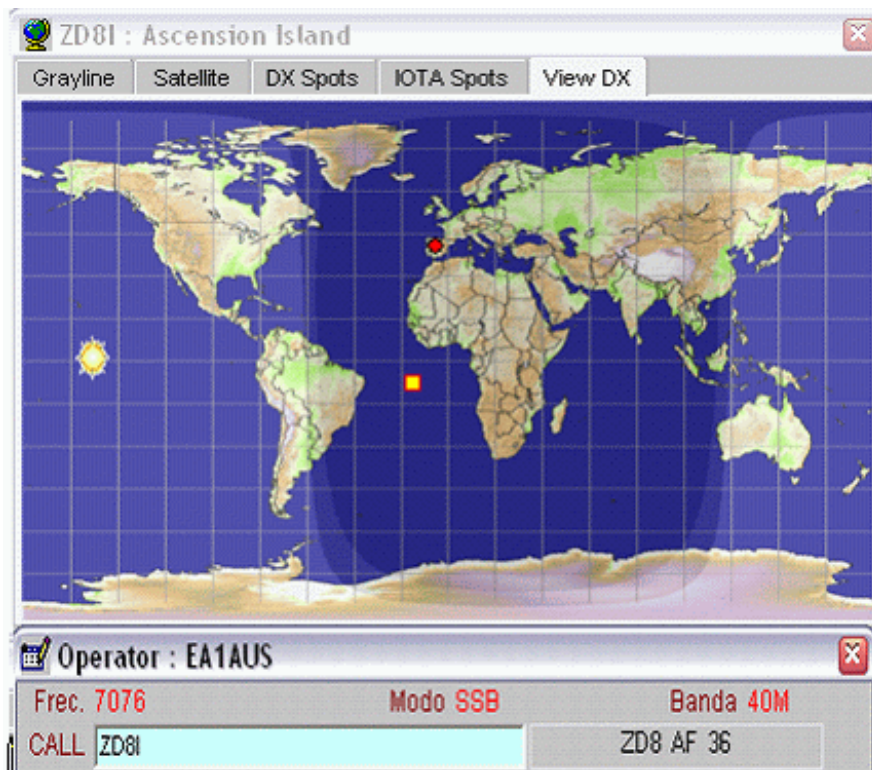 ZD8I : Ascension Island
Grayline Satellite DX Spots IOTA Spots View DX
Operator : EA1AUS
Frec. 7076 Modo SSB Banda 40M
CALL ZD8I ZD8 AF 36